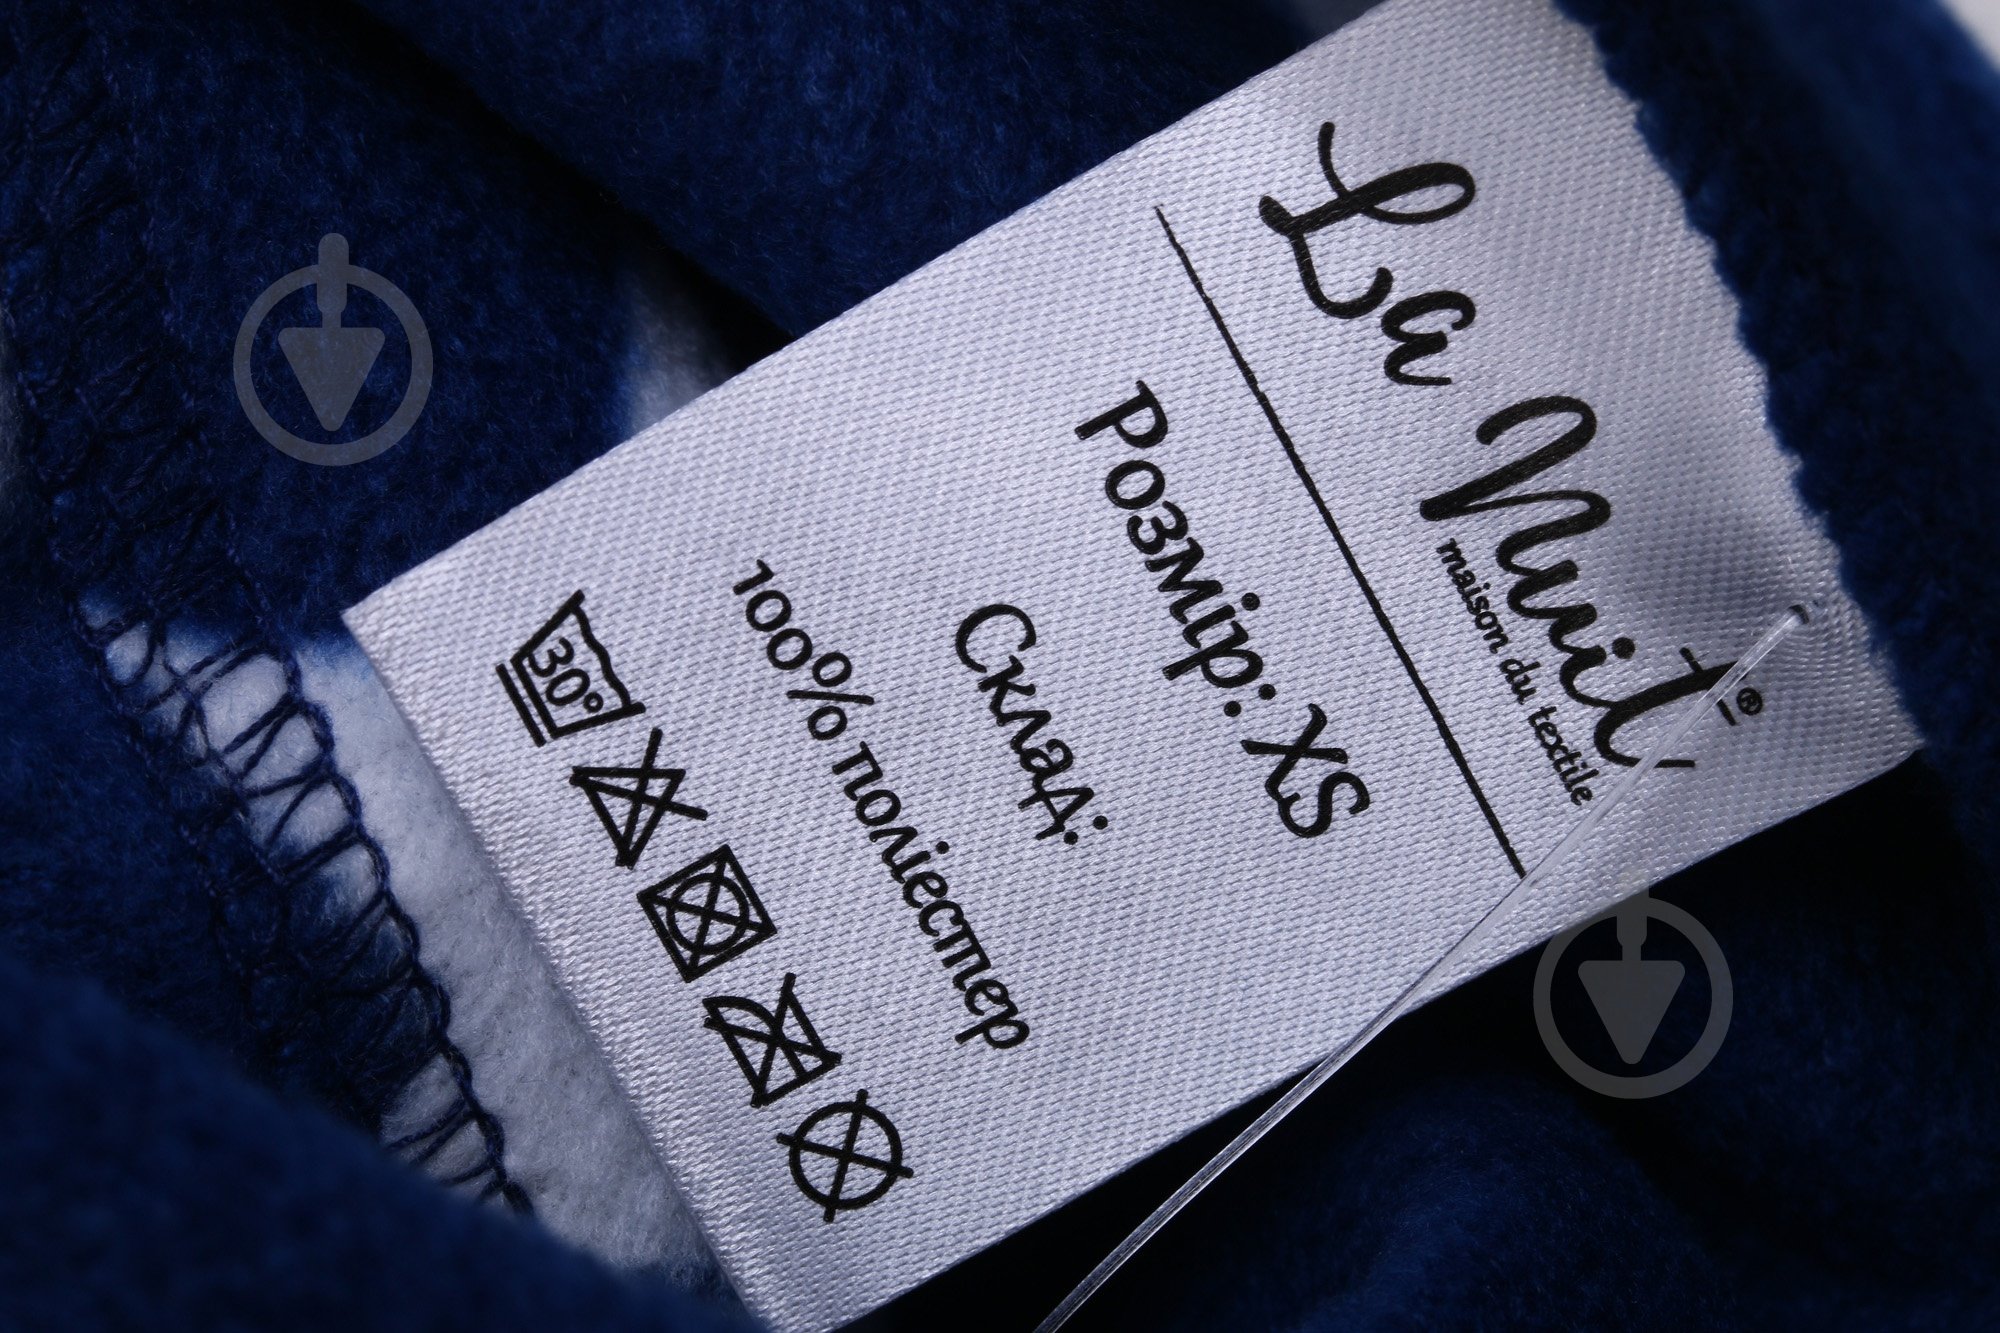 La Nuit®
maison du textile
Розмір: XS
Склад:
100% поліестер
30°